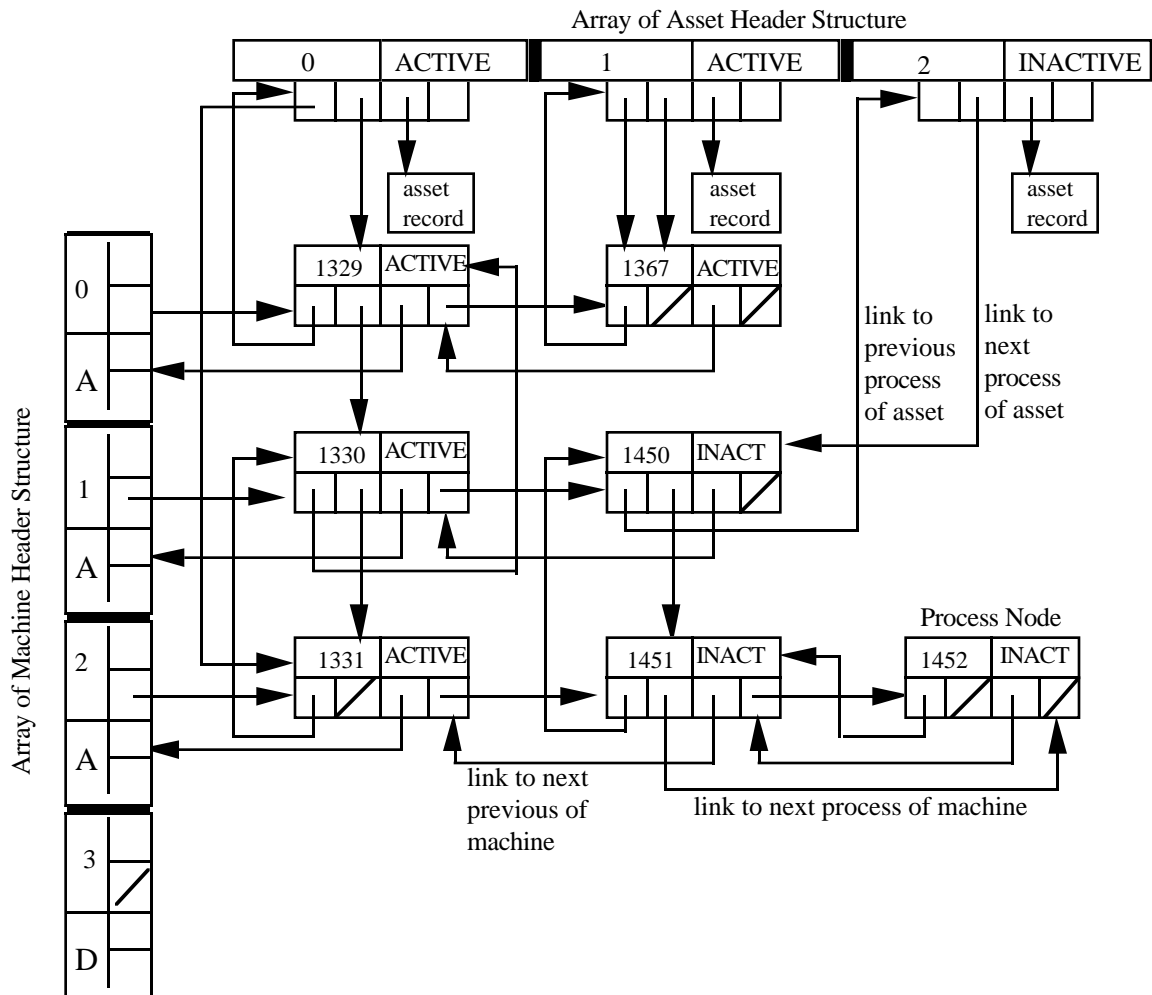 Array of Asset Header Structure
0 ACTIVE 1 ACTIVE 2 INACTIVE
asset
record
asset
record
asset
record
0
A
1329 ACTIVE
1367 ACTIVE
link to
previous
process
of asset
link to
next
process
of asset
Array of Machine Header Structure
1
A
1330 ACTIVE
1450 INACT
2
A
1331 ACTIVE
1451 INACT
Process Node
1452 INACT
link to next
previous of
machine
link to next process of machine
3
D